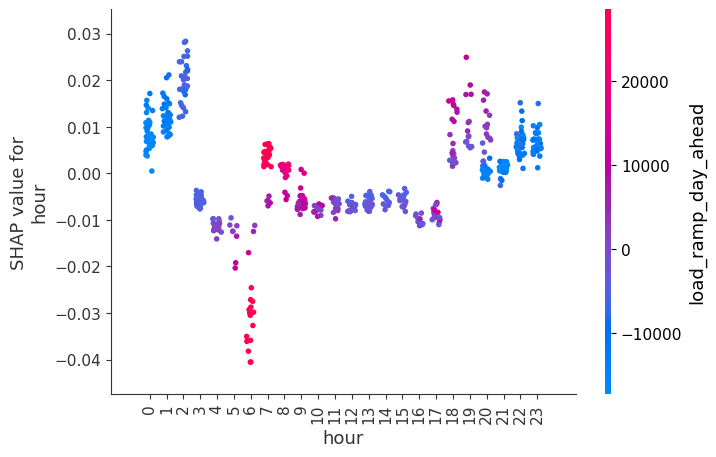 0.03
0.02
0.01
0.00
−0.01
−0.02
−0.03
−0.04
SHAP value for
hour
0 1 2 3 4 5 6 7 8 9 10 11 12 13 14 15 16 17 18 19 20 21 22 23
hour
20000
10000
0
−10000
load_ramp_day_ahead